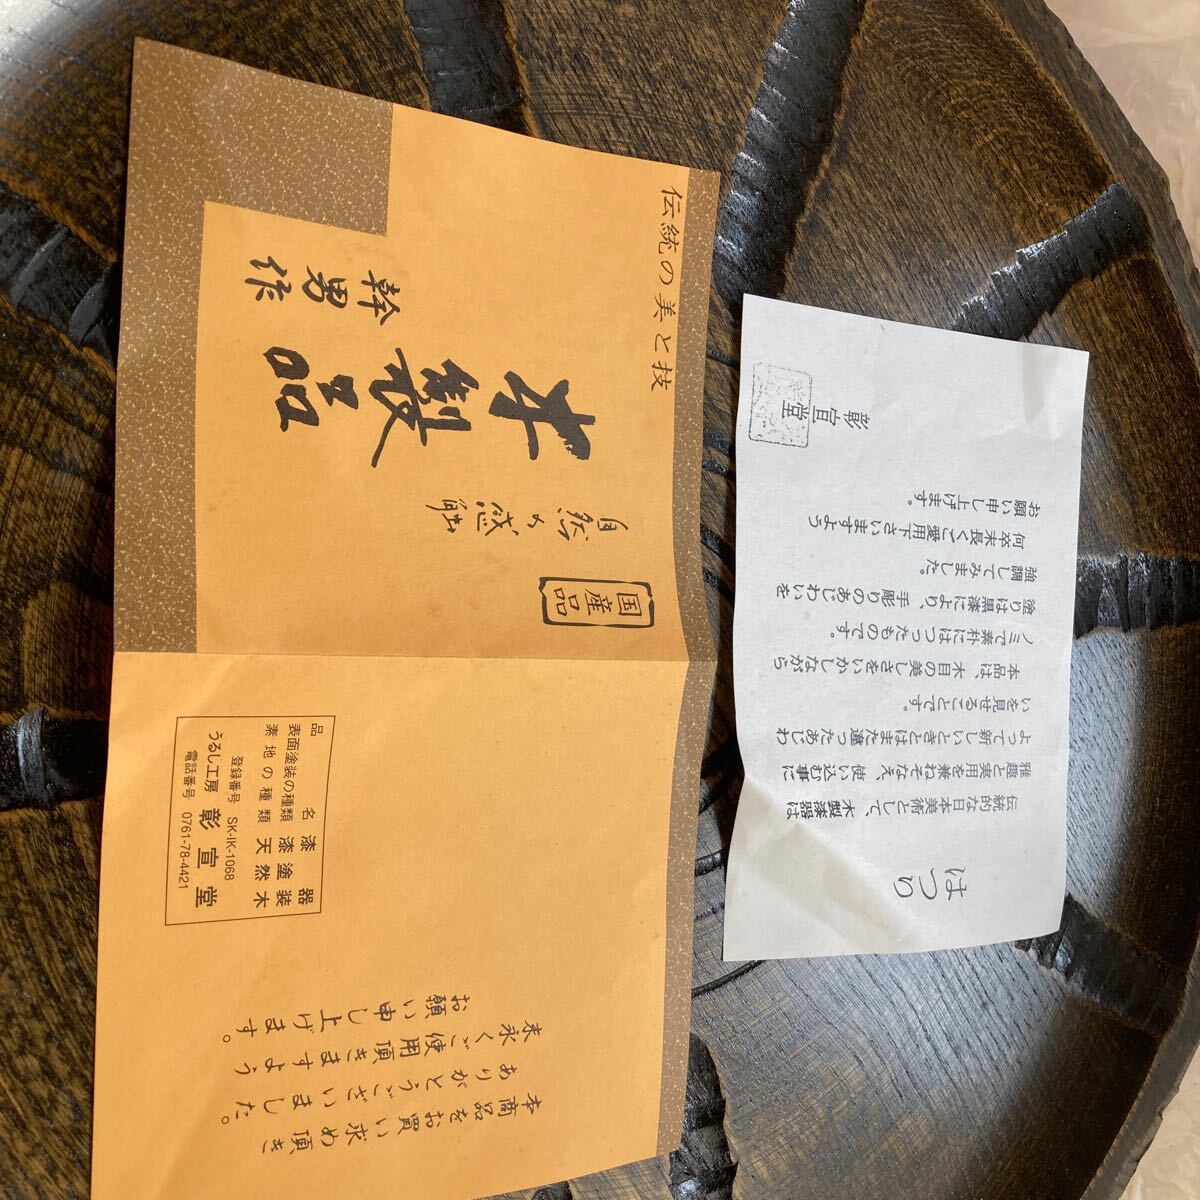 伝統の美と技
木製品
幹男作
自然の感触
国産品
品名 漆器
表面塗装の種類 漆塗装
素地の種類 天然木
登録番号 SK-IK-1068
うるし工房 彰宣堂
電話番号 0761-78-4421
本商品をお買い求め頂き
ありがとうございました。
末永くご使用頂きますよう
お願い申し上げます。
はつり
伝統的な日本美術として、木製漆器は
雅趣と実用を兼ねそなえ、使い込む事に
よって新しいときとはまた違ったあじわ
いを見せることです。
本品は、木目の美しさをいかしながら
ノミで素朴にはつったものです。
塗りは黒漆により、手彫りのあじわいを
強調してみました。
何卒末長くご愛用下さいますよう
お願い申し上げます。
彰宣堂